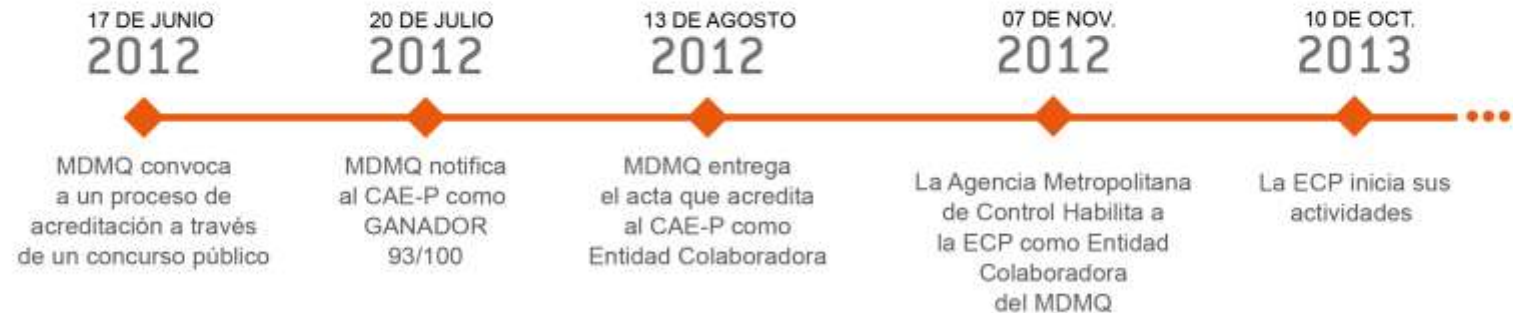 17 DE JUNIO
2012
MDMQ convoca
a un proceso de
acreditación a través
de un concurso público
20 DE JULIO
2012
MDMQ notifica
al CAE-P como
GANADOR
93/100
13 DE AGOSTO
2012
MDMQ entrega
el acta que acredita
al CAE-P como
Entidad Colaboradora
07 DE NOV.
2012
La Agencia Metropolitana
de Control Habilita a
la ECP como Entidad
Colaboradora
del MDMQ
10 DE OCT.
2013
La ECP inicia sus
actividades